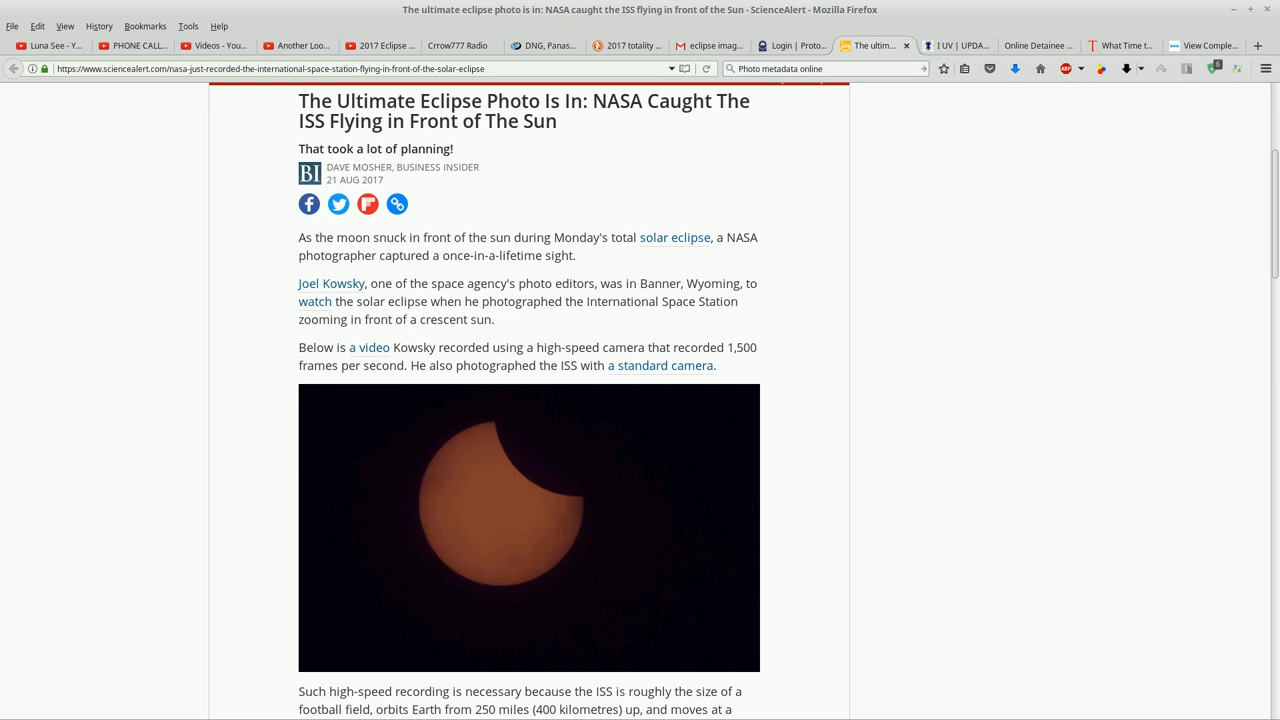 The ultimate eclipse photo is in: NASA caught the ISS flying in front of the Sun - ScienceAlert - Mozilla Firefox
File Edit View History Bookmarks Tools Help
Luna See - Y... PHONE CALL... Videos - You... Another Loo... 2017 Eclipse ... Crrow777 Radio DNG, Panas... 2017 totality ... eclipse imag... Login | Proto... The ultim... I UV | UPDA... Online Detainee ... What Time t... View Comple...
https://www.sciencealert.com/nasa-just-recorded-the-international-space-station-flying-in-front-of-the-solar-eclipse Photo metadata online ABP 6
The Ultimate Eclipse Photo Is In: NASA Caught The
ISS Flying in Front of The Sun
That took a lot of planning!
BI DAVE MOSHER, BUSINESS INSIDER
21 AUG 2017
As the moon snuck in front of the sun during Monday's total solar eclipse, a NASA
photographer captured a once-in-a-lifetime sight.
Joel Kowsky, one of the space agency's photo editors, was in Banner, Wyoming, to
watch the solar eclipse when he photographed the International Space Station
zooming in front of a crescent sun.
Below is a video Kowsky recorded using a high-speed camera that recorded 1,500
frames per second. He also photographed the ISS with a standard camera.
Such high-speed recording is necessary because the ISS is roughly the size of a
football field, orbits Earth from 250 miles (400 kilometres) up, and moves at a